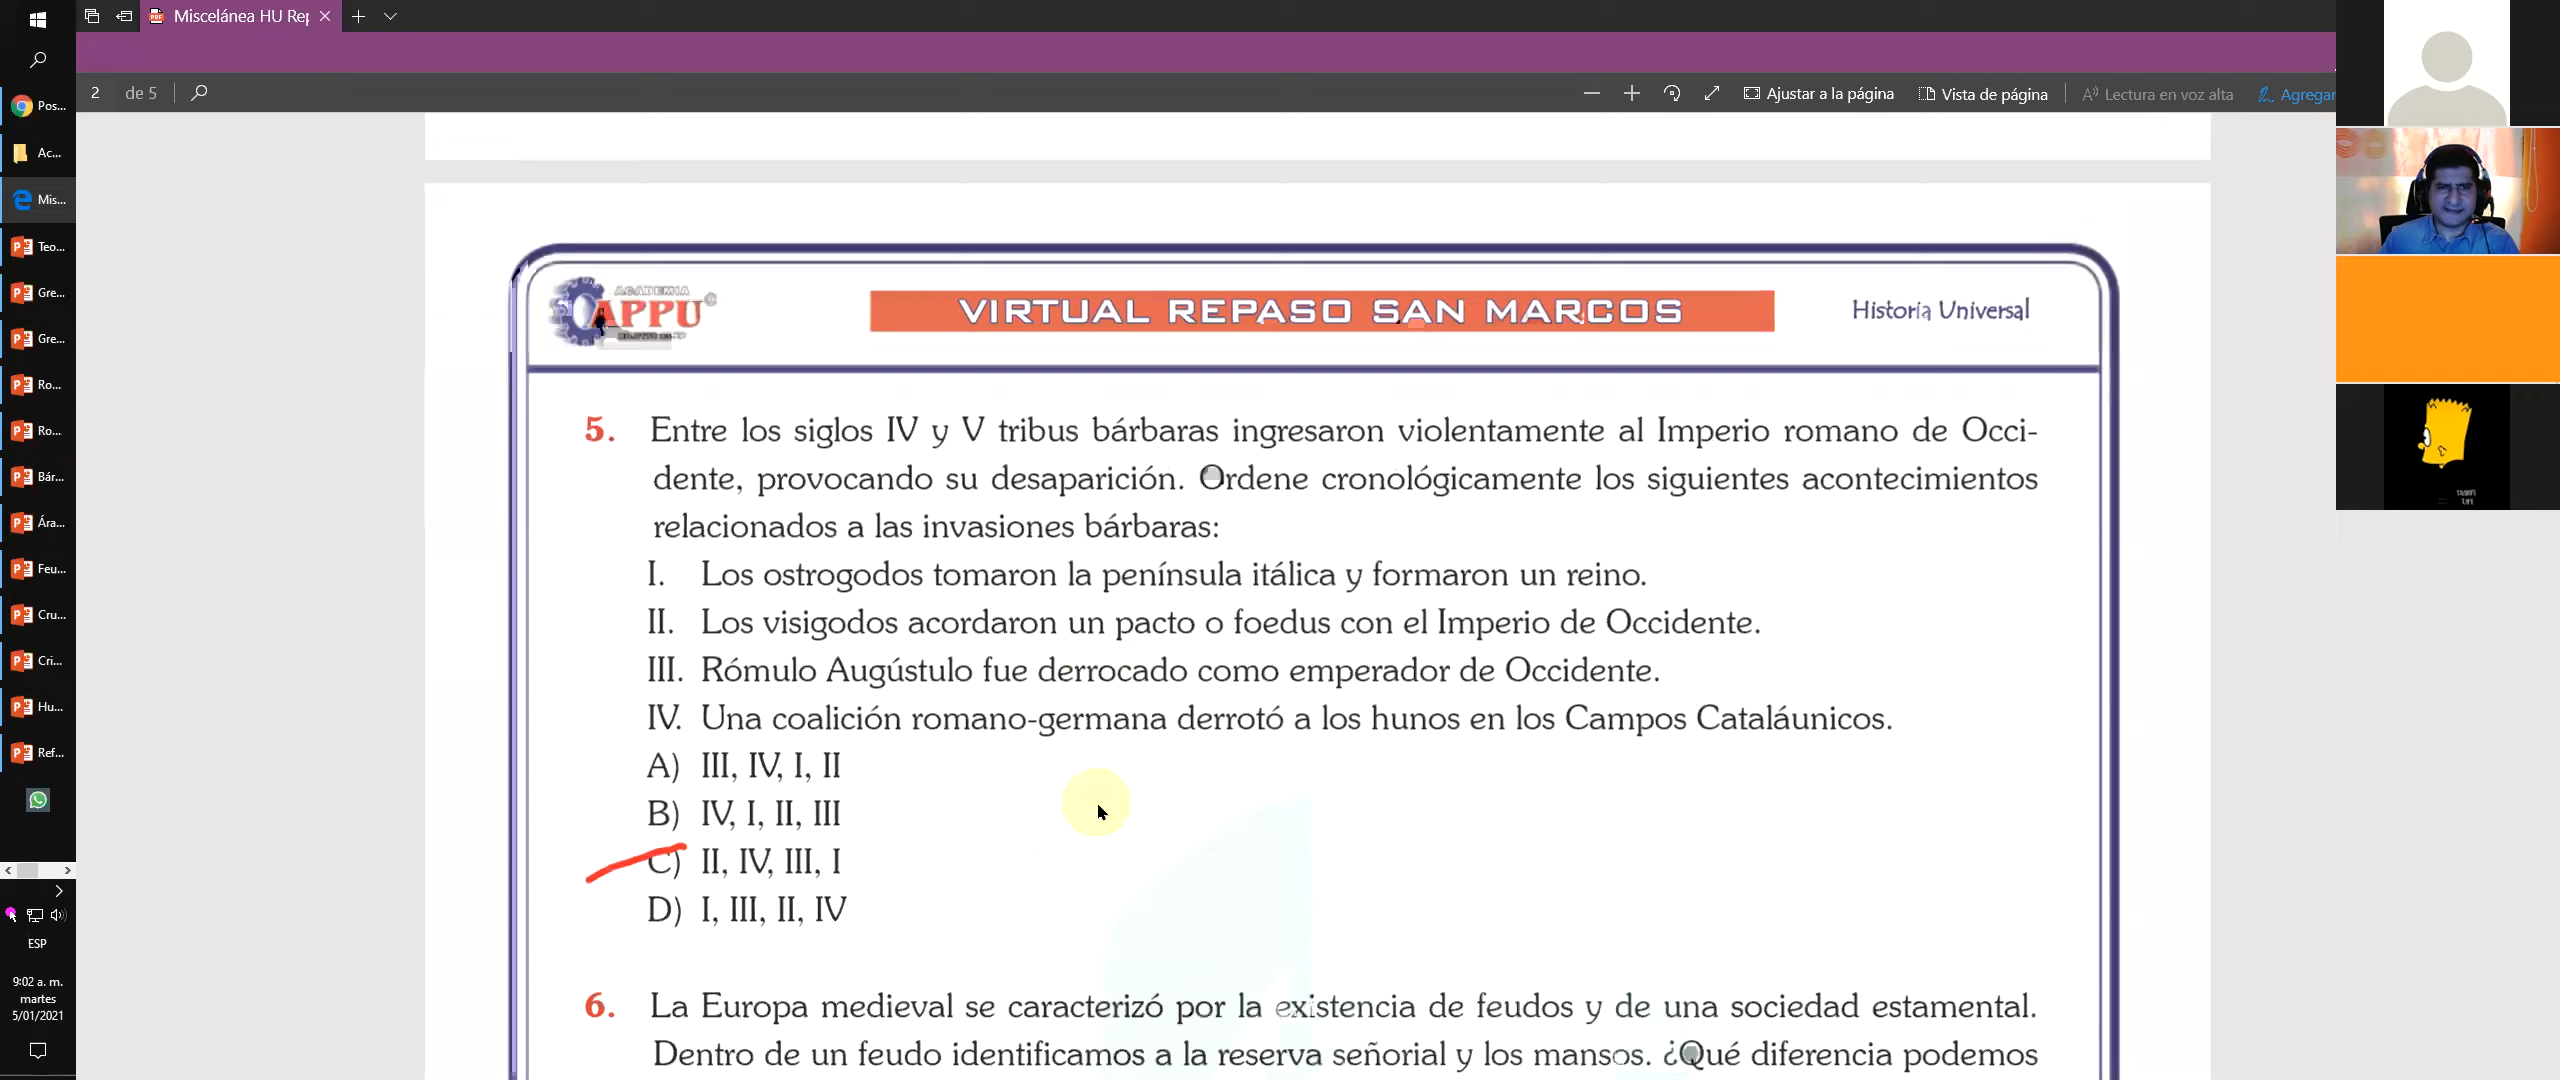 Miscelánea HU Rep
2 de 5
Ajustar a la página
Vista de página
Lectura en voz alta
Agregar
Pos...
Ac...
Mis...
Teo...
Gre...
Gre...
Ro...
Ro...
Bár...
Ára...
Feu...
Cru...
Cri...
Hu...
Ref...
ESP
9:02 a. m.
martes
5/01/2021
ACADEMIA
APPU
VIRTUAL REPASO SAN MARCOS
Historia Universal
5. Entre los siglos IV y V tribus bárbaras ingresaron violentamente al Imperio romano de Occi-
dente, provocando su desaparición. Ordene cronológicamente los siguientes acontecimientos
relacionados a las invasiones bárbaras:
I. Los ostrogodos tomaron la península itálica y formaron un reino.
II. Los visigodos acordaron un pacto o foedus con el Imperio de Occidente.
III. Rómulo Augústulo fue derrocado como emperador de Occidente.
IV. Una coalición romano-germana derrotó a los hunos en los Campos Cataláunicos.
A) III, IV, I, II
B) IV, I, II, III
C) II, IV, III, I
D) I, III, II, IV
6. La Europa medieval se caracterizó por la existencia de feudos y de una sociedad estamental.
Dentro de un feudo identificamos a la reserva señorial y los mansos. ¿Qué diferencia podemos